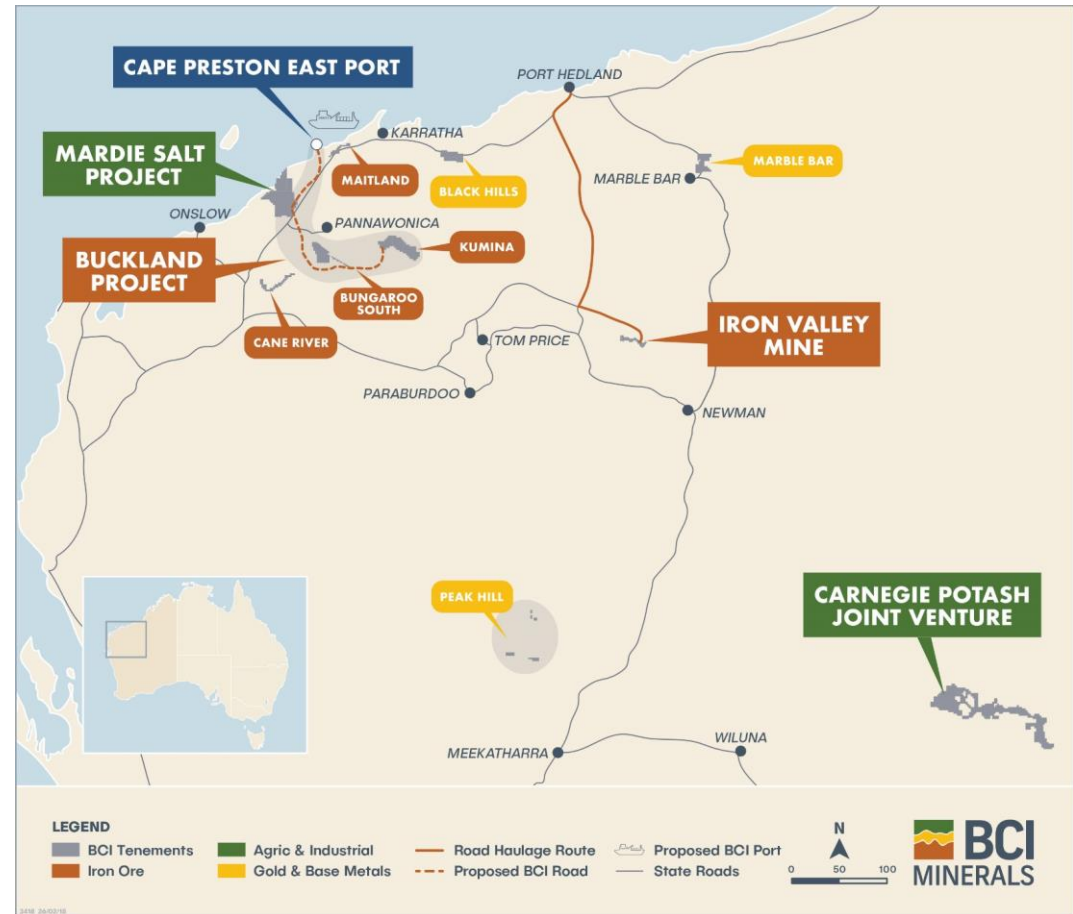 CAPE PRESTON EAST PORT
PORT HEDLAND
KARRATHA
MARDIE SALT
PROJECT
MAITLAND
BLACK HILLS
MARBLE BAR
MARBLE BAR
ONSLOW
PANNAWONICA
BUCKLAND
PROJECT
KUMINA
BUNGAROO
SOUTH
CANE RIVER
IRON VALLEY
MINE
TOM PRICE
PARABURDOO
NEWMAN
PEAK HILL
CARNEGIE POTASH
JOINT VENTURE
MEEKATHARRA
WILUNA
LEGEND
BCI Tenements
Iron Ore
Agric & Industrial
Gold & Base Metals
Road Haulage Route
Proposed BCI Road
Proposed BCI Port
State Roads
N
0 50 100
BCI
MINERALS